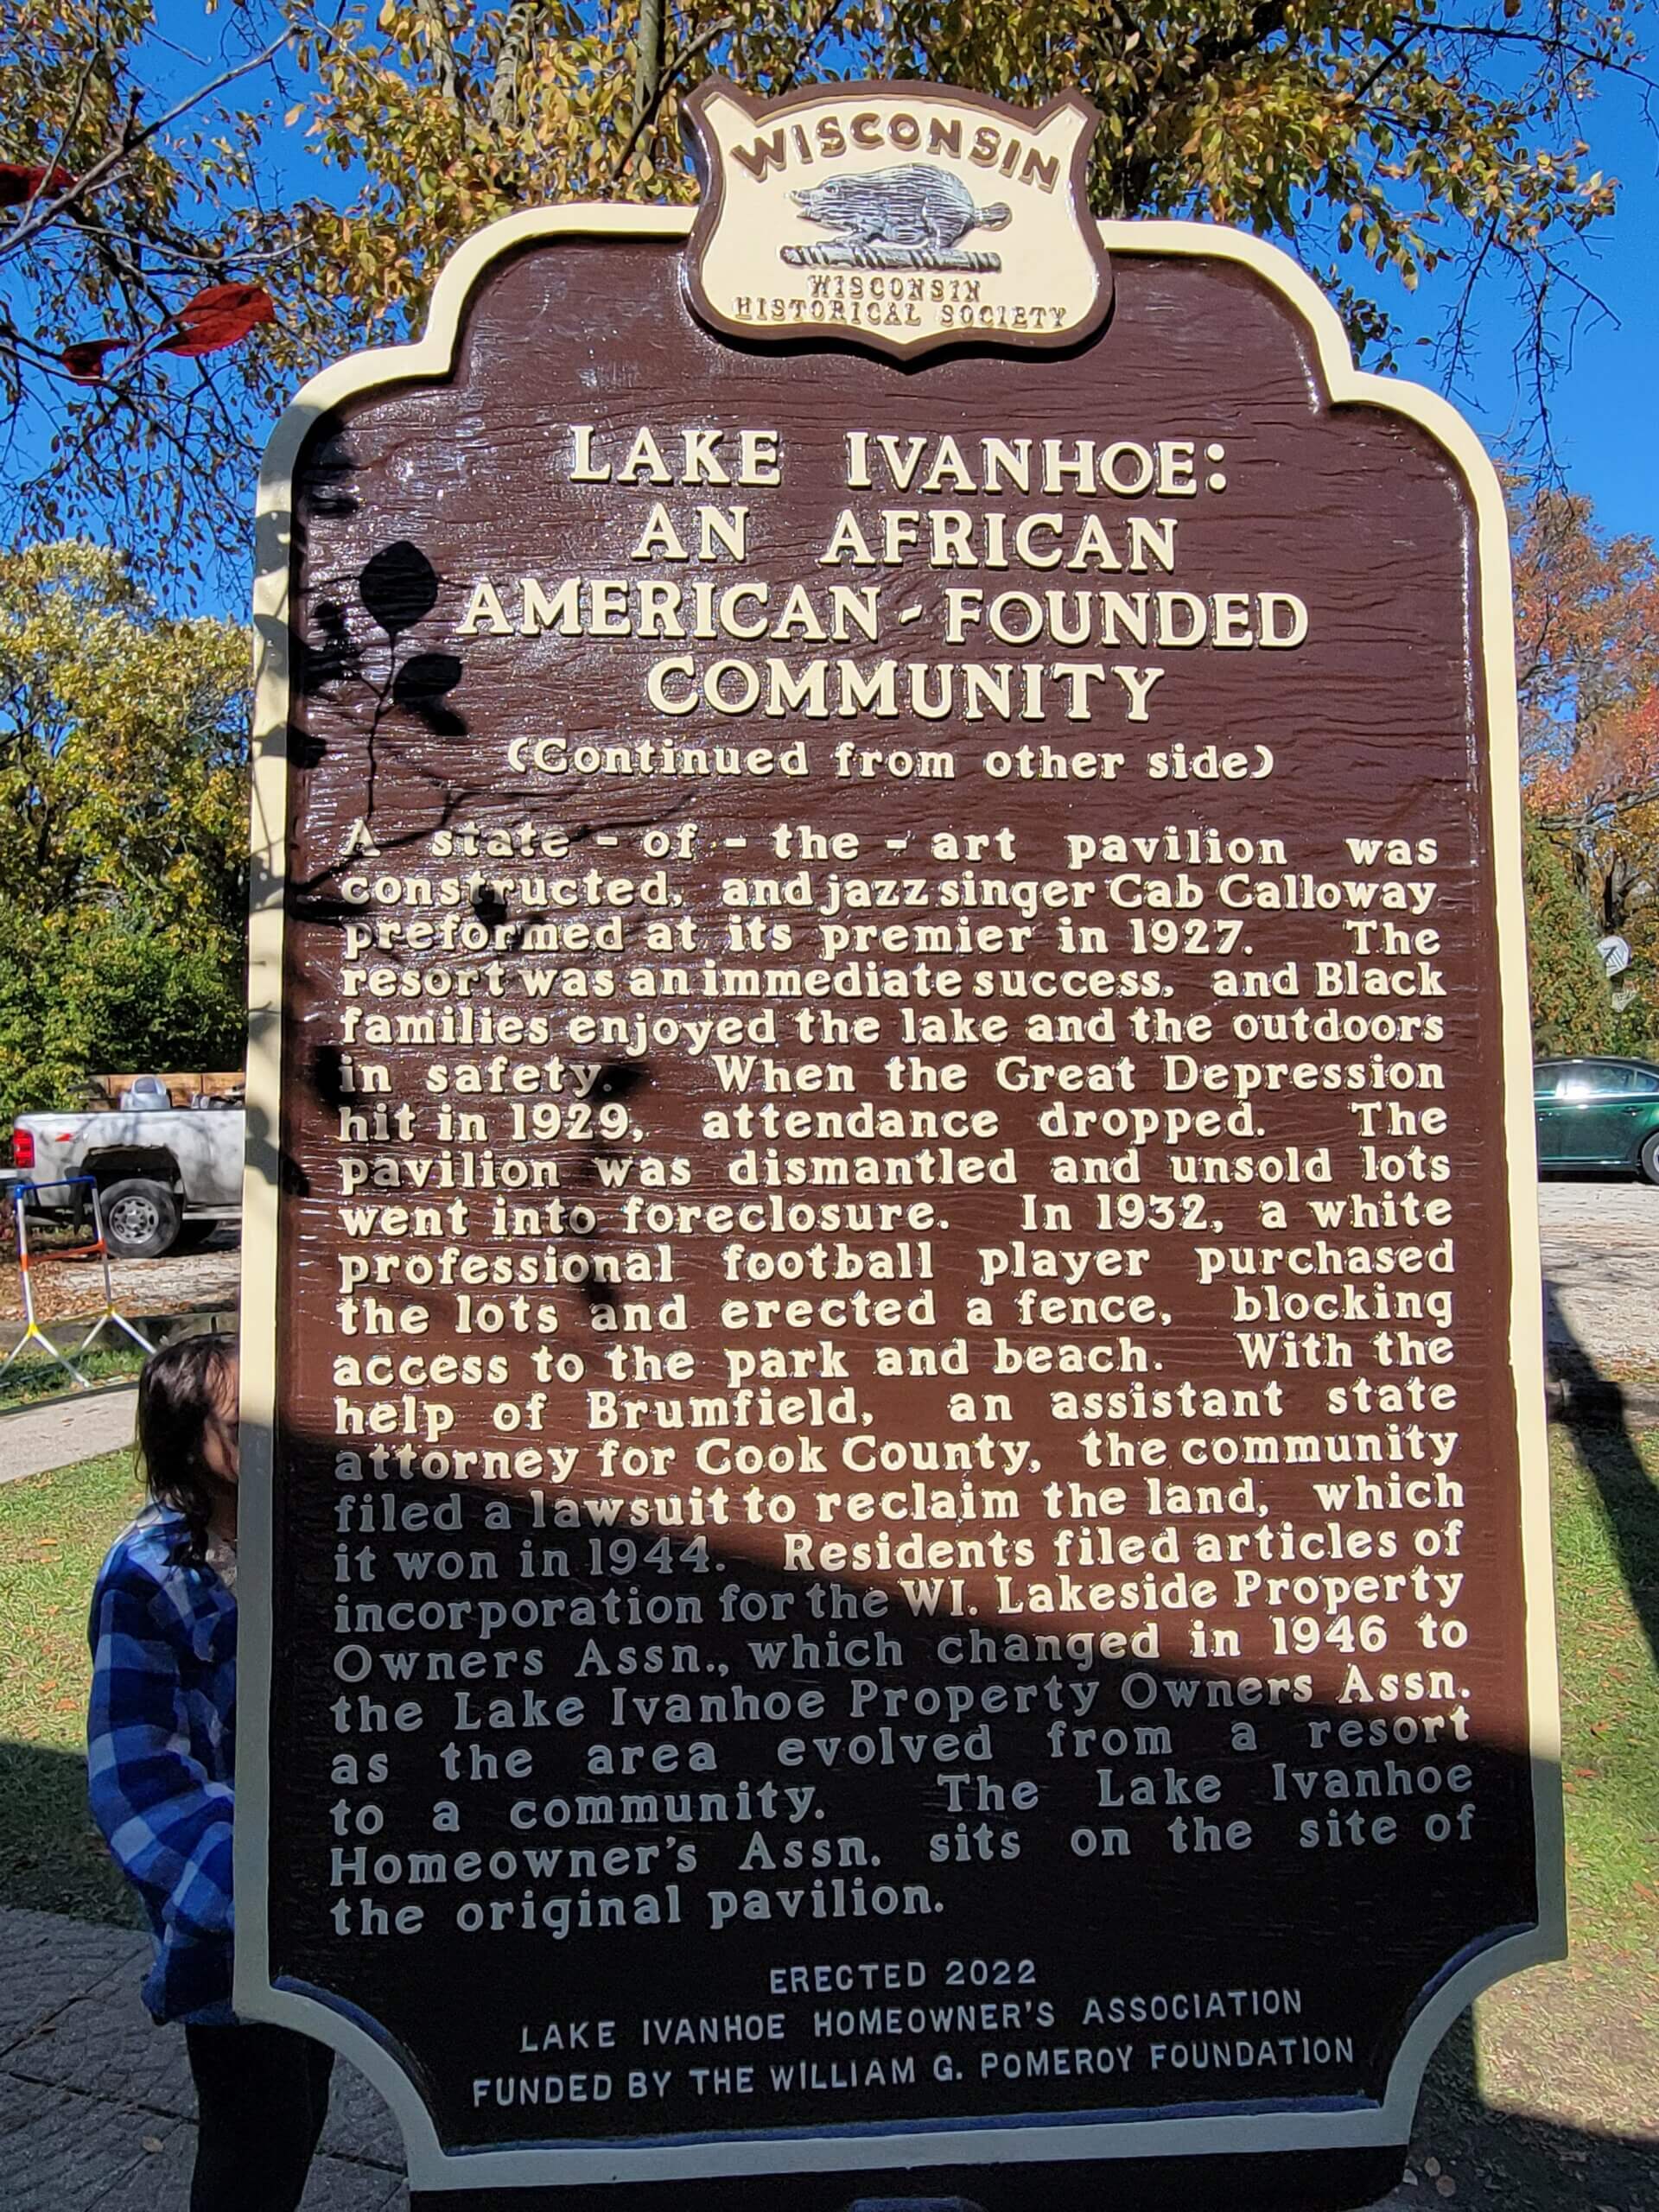 WISCONSIN
WISCONSIN
HISTORICAL SOCIETY
LAKE IVANHOE:
AN AFRICAN
AMERICAN-FOUNDED
COMMUNITY
(Continued from other side)
A state-of-the-art pavilion was
constructed, and jazz singer Cab Calloway
preformed at its premier in 1927. The
resort was an immediate success, and Black
families enjoyed the lake and the outdoors
in safety. When the Great Depression
hit in 1929, attendance dropped. The
pavilion was dismantled and unsold lots
went into foreclosure. In 1932, a white
professional football player purchased
the lots and erected a fence, blocking
access to the park and beach. With the
help of Brumfield, an assistant state
attorney for Cook County, the community
filed a lawsuit to reclaim the land, which
it won in 1944. Residents filed articles of
incorporation for the WI. Lakeside Property
Owners Assn., which changed in 1946 to
the Lake Ivanhoe Property Owners Assn.
as the area evolved from a resort
to a community. The Lake Ivanhoe
Homeowner's Assn. sits on the site of
the original pavilion.
ERECTED 2022
LAKE IVANHOE HOMEOWNER'S ASSOCIATION
FUNDED BY THE WILLIAM G. POMEROY FOUNDATION